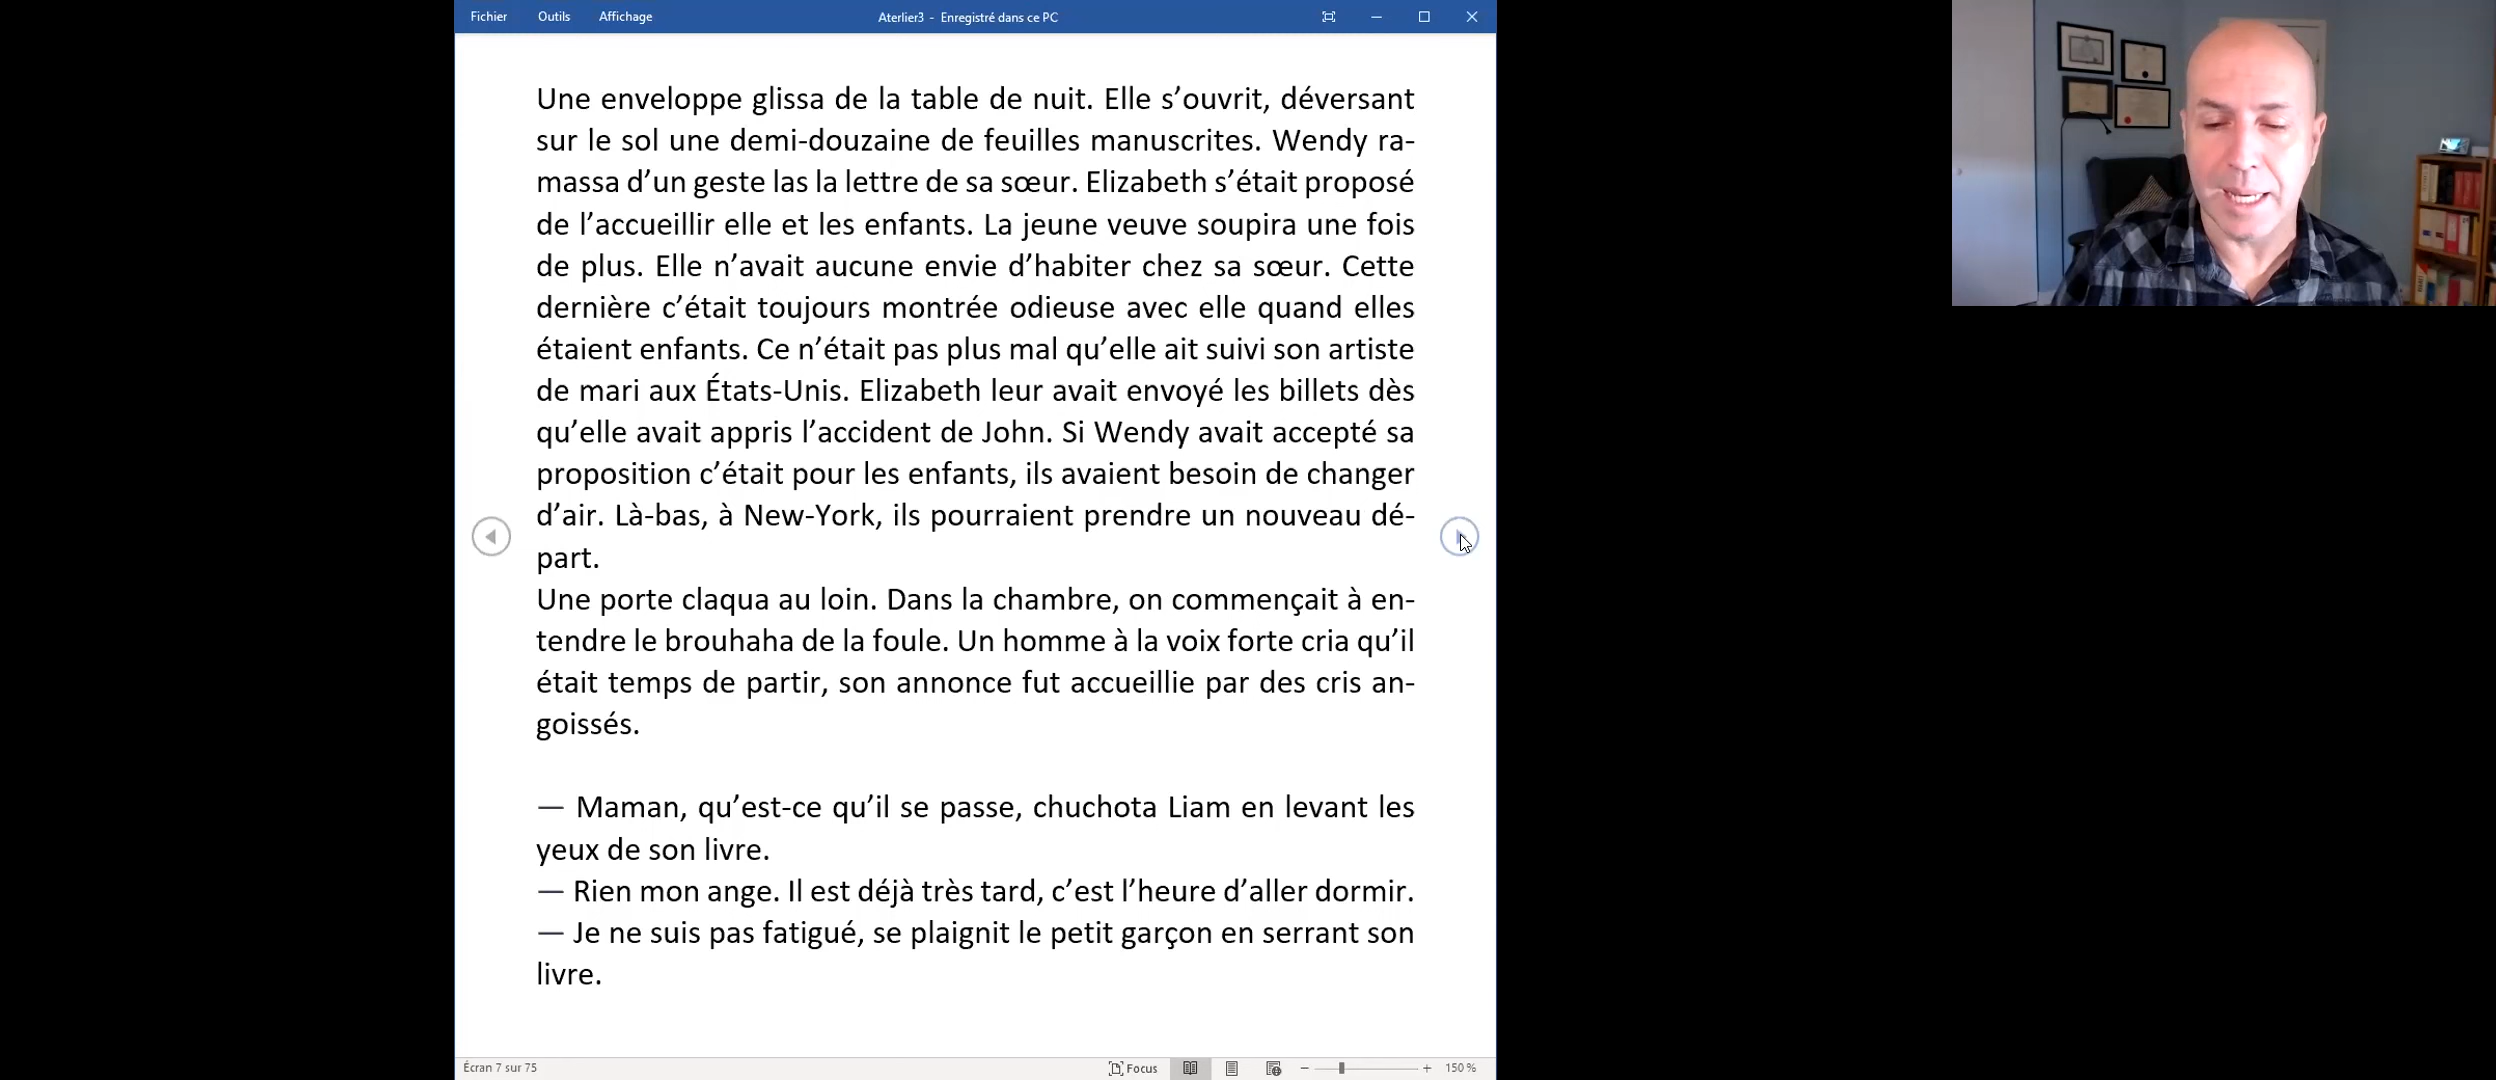 Fichier Outils Affichage Aterlier3 - Enregistré dans ce PC
Une enveloppe glissa de la table de nuit. Elle s’ouvrit, déversant
sur le sol une demi-douzaine de feuilles manuscrites. Wendy ra-
massa d’un geste las la lettre de sa sœur. Elizabeth s’était proposé
de l’accueillir elle et les enfants. La jeune veuve soupira une fois
de plus. Elle n’avait aucune envie d’habiter chez sa sœur. Cette
dernière c’était toujours montrée odieuse avec elle quand elles
étaient enfants. Ce n’était pas plus mal qu’elle ait suivi son artiste
de mari aux États-Unis. Elizabeth leur avait envoyé les billets dès
qu’elle avait appris l’accident de John. Si Wendy avait accepté sa
proposition c’était pour les enfants, ils avaient besoin de changer
d’air. Là-bas, à New-York, ils pourraient prendre un nouveau dé-
part.
Une porte claqua au loin. Dans la chambre, on commençait à en-
tendre le brouhaha de la foule. Un homme à la voix forte cria qu’il
était temps de partir, son annonce fut accueillie par des cris an-
goissés.
— Maman, qu’est-ce qu’il se passe, chuchota Liam en levant les
yeux de son livre.
— Rien mon ange. Il est déjà très tard, c’est l’heure d’aller dormir.
— Je ne suis pas fatigué, se plaignit le petit garçon en serrant son
livre.
Écran 7 sur 75 Focus 150 %